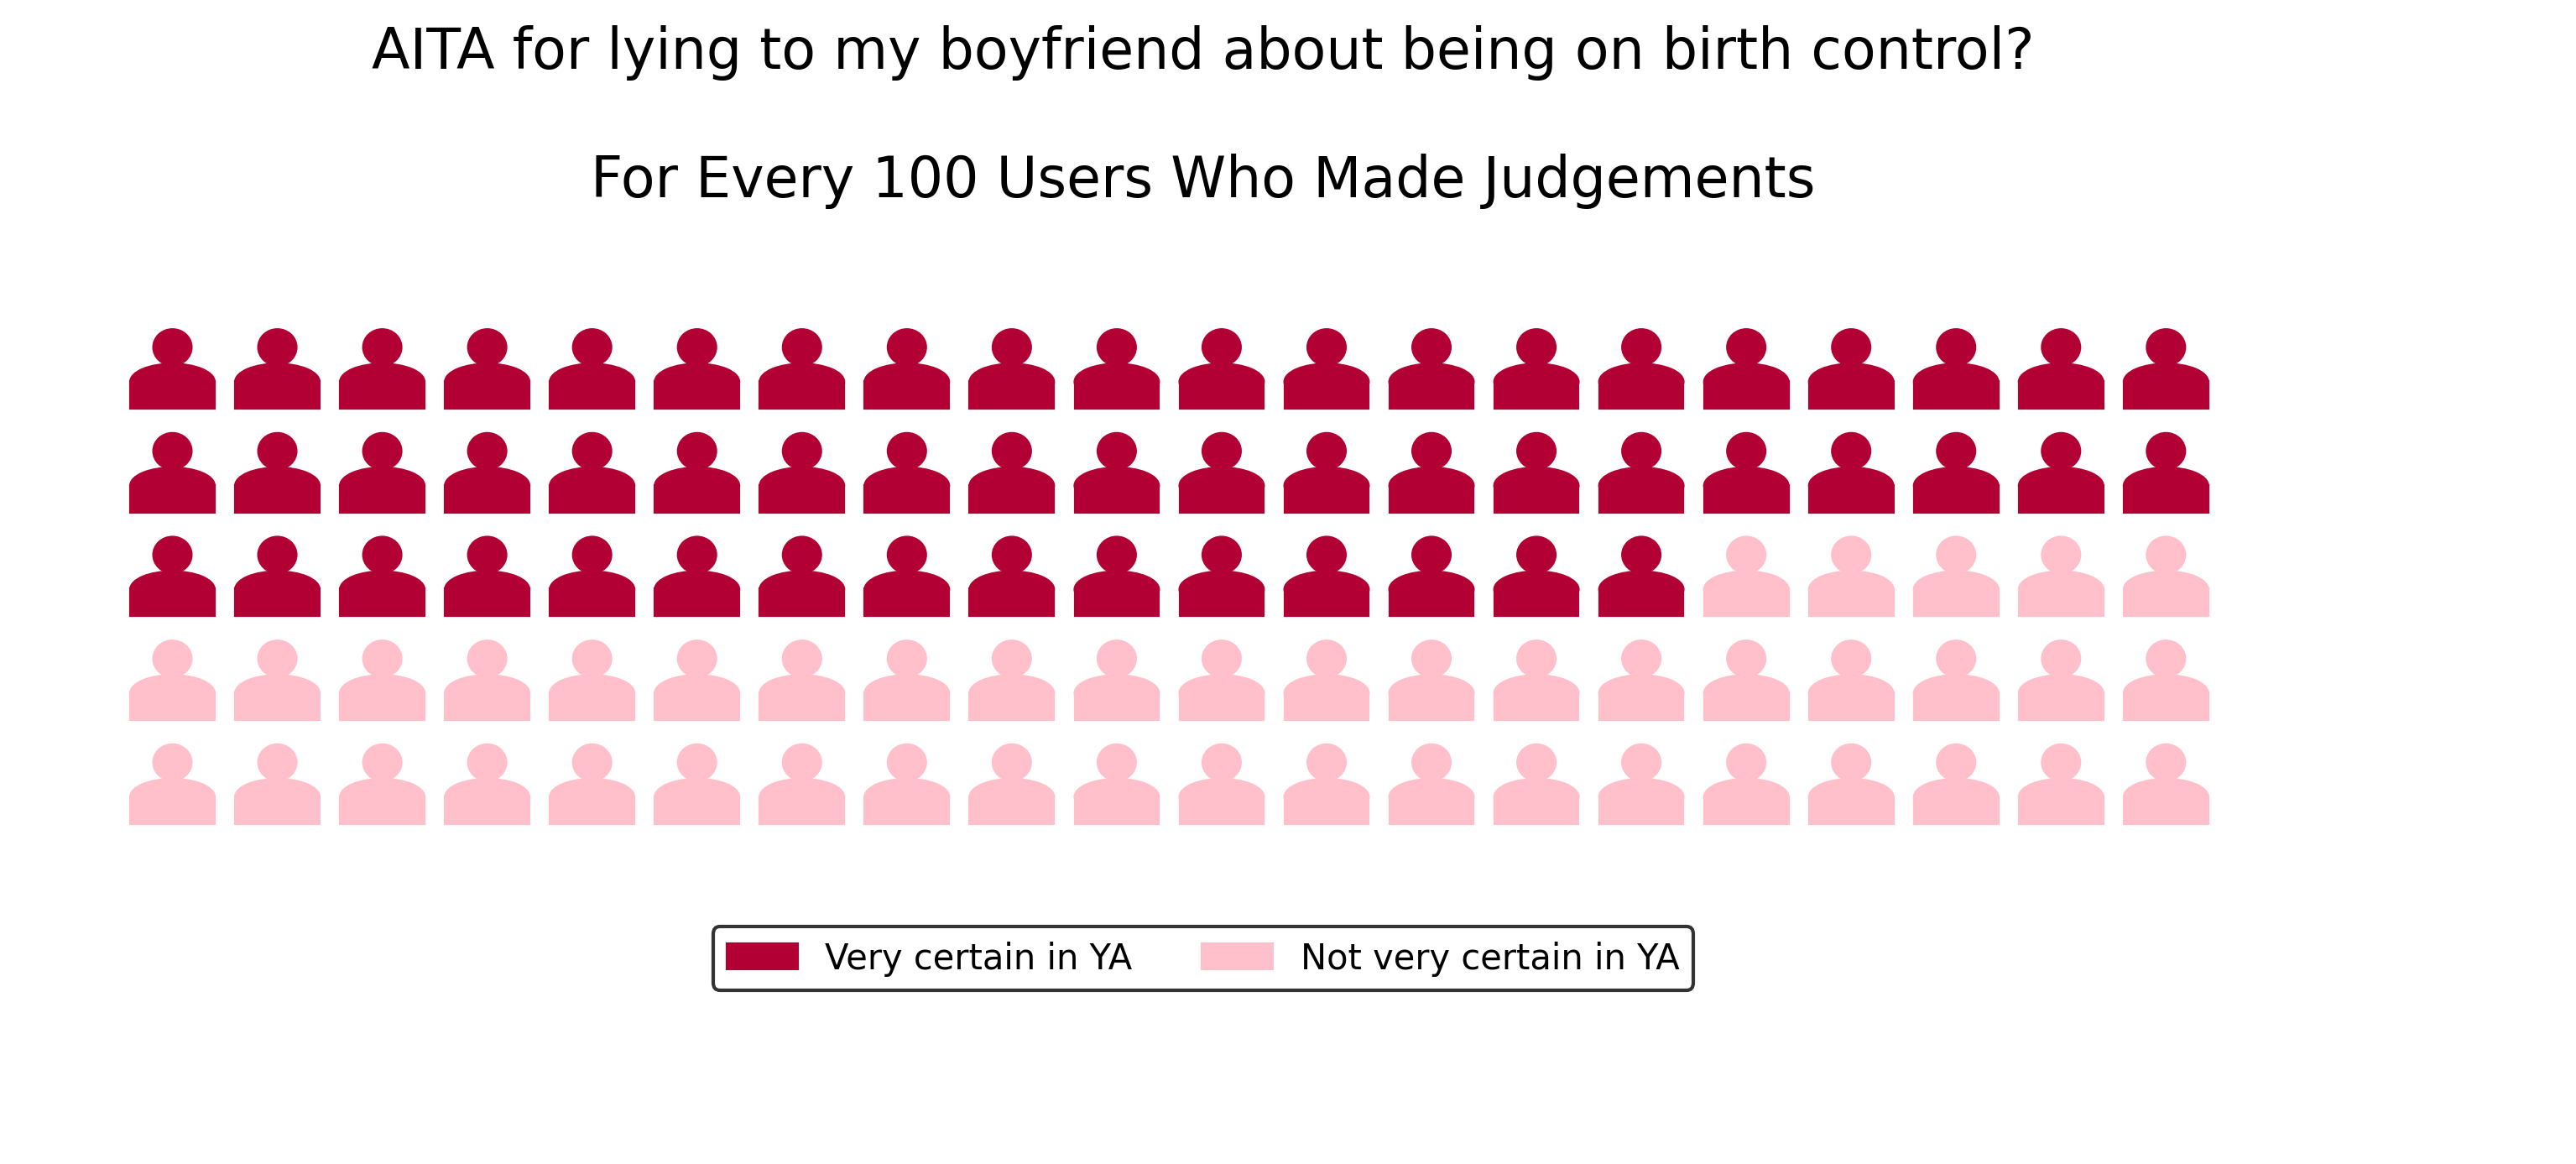 AITA for lying to my boyfriend about being on birth control?
For Every 100 Users Who Made Judgements
Very certain in YA
Not very certain in YA